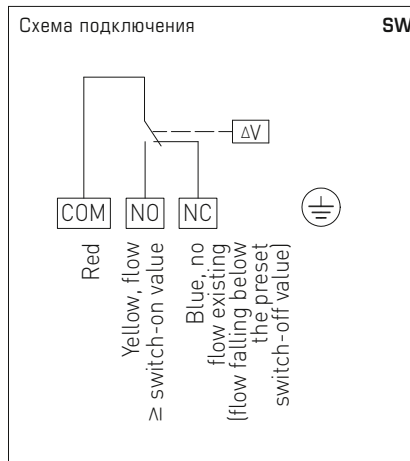 Схема подключения
SW
ΔV
COM
NO
NC
Red
Yellow, flow
≥ switch-on value
Blue, no
flow existing
(flow falling below
the preset
switch-off value)